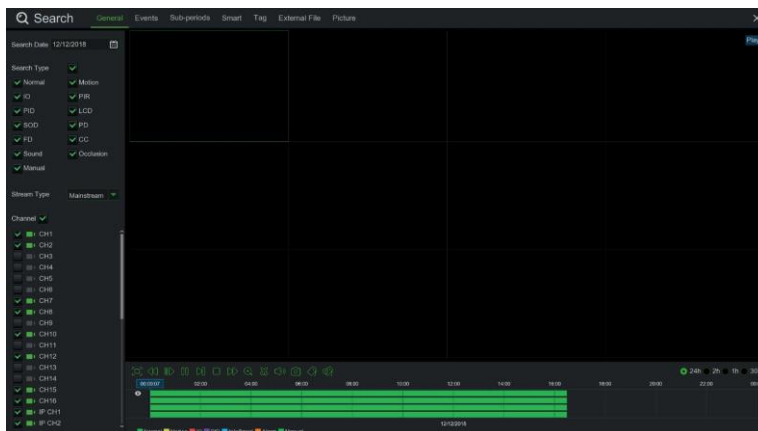 Search General Events Sub-periods Smart Tag External File Picture
Search Date 12/12/2018
Search Type
Normal Motion
IO PIR
PID LCD
SOD PD
FD CC
Sound Occlusion
Manual
Stream Type Mainstream
Channel
CH1
CH2
CH3
CH4
CH5
CH6
CH7
CH8
CH9
CH10
CH11
CH12
CH13
CH14
CH15
CH16
IP CH1
IP CH2
24h 2h 1h 30
00:00:07 02:00 04:00 06:00 08:00 10:00 12:00 14:00 16:00 18:00 20:00 22:00
12/12/2018